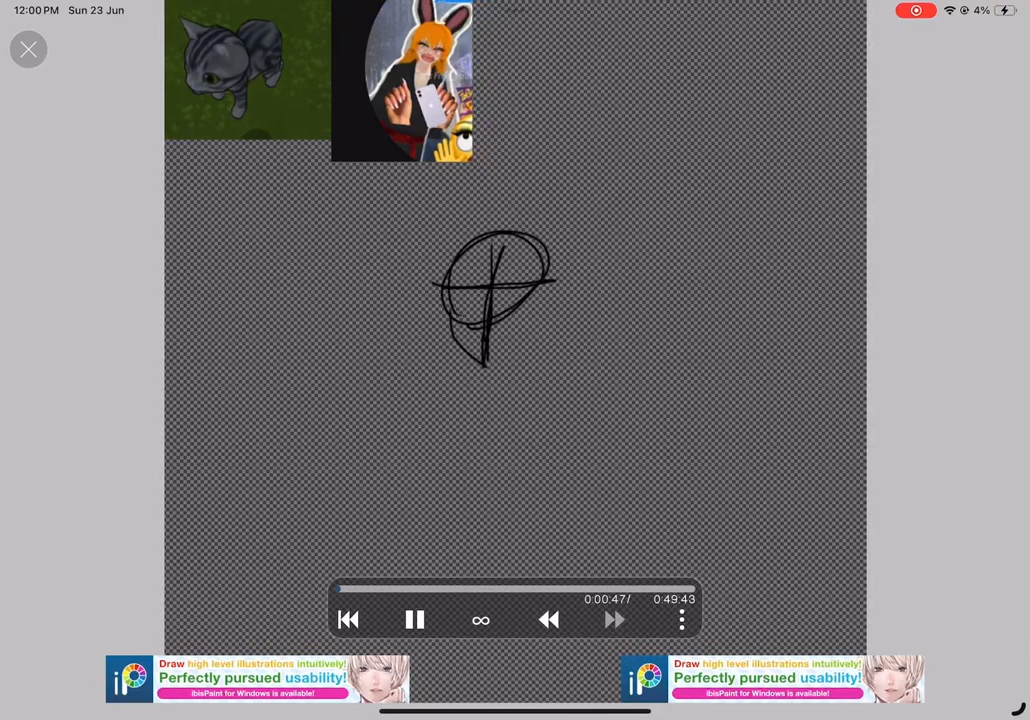 12:00 PM Sun 23 Jun
4%
0:00:47/ 0:49:43
Draw high level illustrations intuitively!
Perfectly pursued usability!
ibisPaint for Windows is available!
Draw high level illustrations intuitively!
Perfectly pursued usability!
ibisPaint for Windows is available!